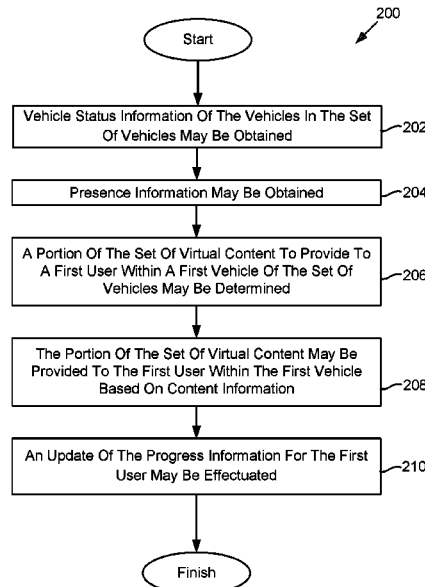 200
Start
Vehicle Status Information Of The Vehicles In The Set
Of Vehicles May Be Obtained
202
Presence Information May Be Obtained
204
A Portion Of The Set Of Virtual Content To Provide To
A First User Within A First Vehicle Of The Set Of
Vehicles May Be Determined
206
The Portion Of The Set Of Virtual Content May Be
Provided To The First User Within The First Vehicle
Based On Content Information
208
An Update Of The Progress Information For The First
User May Be Effectuated
210
Finish